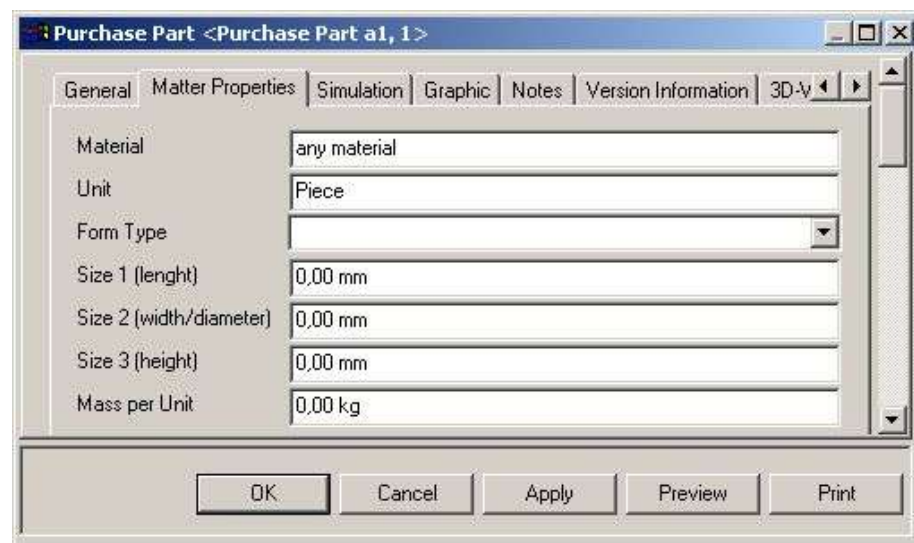 Purchase Part <Purchase Part a1, 1>
General Matter Properties Simulation Graphic Notes Version Information 3D-V
Material any material
Unit Piece
Form Type
Size 1 (lenght) 0,00 mm
Size 2 (width/diameter) 0,00 mm
Size 3 (height) 0,00 mm
Mass per Unit 0,00 kg
OK Cancel Apply Preview Print